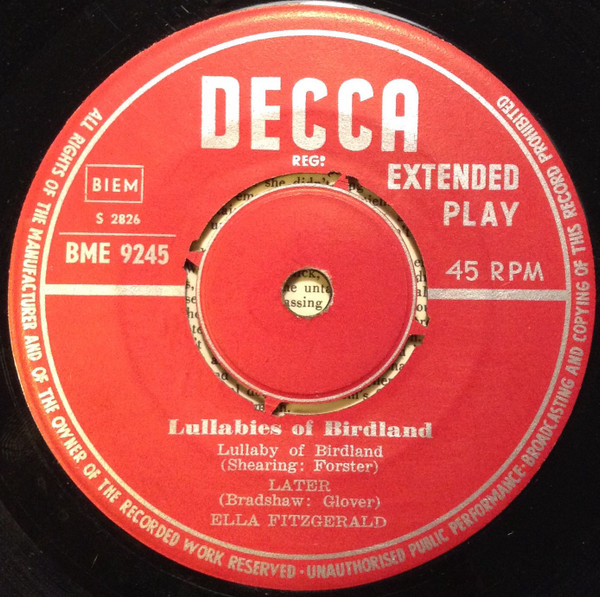 DECCA
REGD
EXTENDED
PLAY
BIEM
S 2826
BME 9245
45 RPM
she didn't
Lullabies of Birdland
Lullaby of Birdland
(Shearing: Forster)
LATER
(Bradshaw: Glover)
ELLA FITZGERALD
ALL RIGHTS OF THE MANUFACTURER AND OF THE OWNER OF THE RECORDED WORK RESERVED · UNAUTHORISED PUBLIC PERFORMANCE · BROADCASTING AND COPYING OF THIS RECORD PROHIBITED